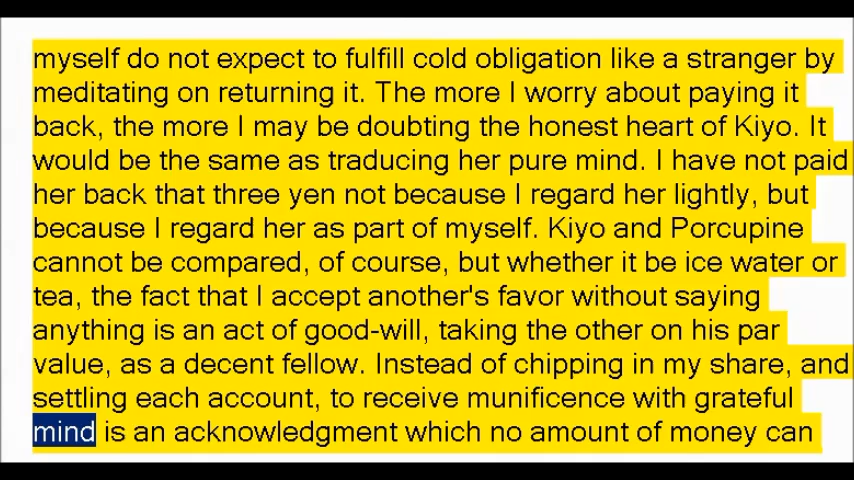 myself do not expect to fulfill cold obligation like a stranger by
meditating on returning it. The more I worry about paying it
back, the more I may be doubting the honest heart of Kiyo. It
would be the same as traducing her pure mind. I have not paid
her back that three yen not because I regard her lightly, but
because I regard her as part of myself. Kiyo and Porcupine
cannot be compared, of course, but whether it be ice water or
tea, the fact that I accept another's favor without saying
anything is an act of good-will, taking the other on his par
value, as a decent fellow. Instead of chipping in my share, and
settling each account, to receive munificence with grateful
mind is an acknowledgment which no amount of money can